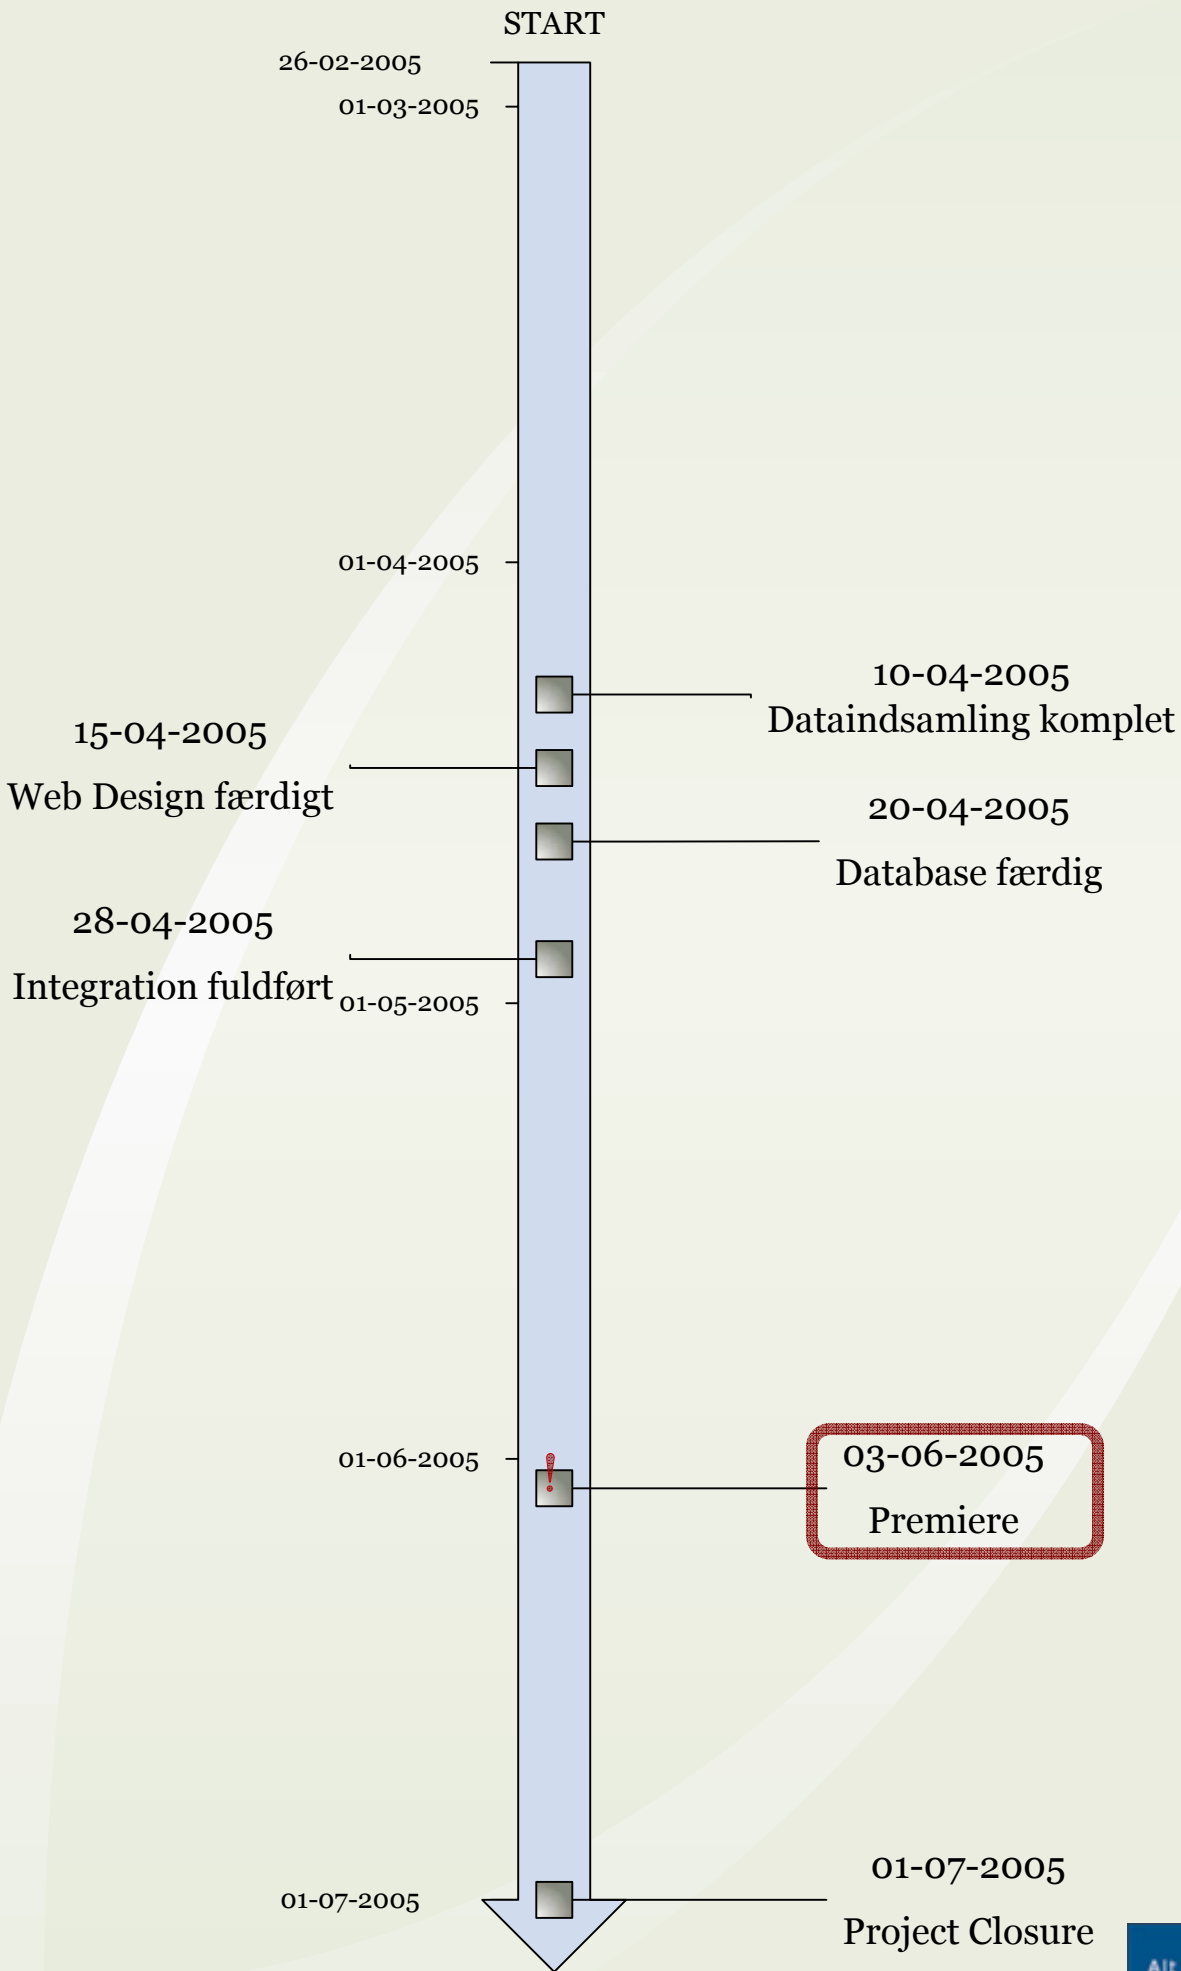 START
26-02-2005
01-03-2005
01-04-2005
10-04-2005
Dataindsamling komplet
15-04-2005
Web Design færdigt
20-04-2005
Database færdig
28-04-2005
Integration fuldført
01-05-2005
01-06-2005
!
03-06-2005
Premiere
01-07-2005
01-07-2005
Project Closure
Alt